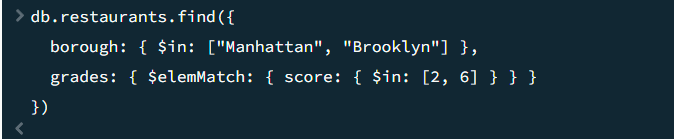 > db.restaurants.find({
borough: { $in: ["Manhattan", "Brooklyn"] },
grades: { $elemMatch: { score: { $in: [2, 6] } } }
})
<